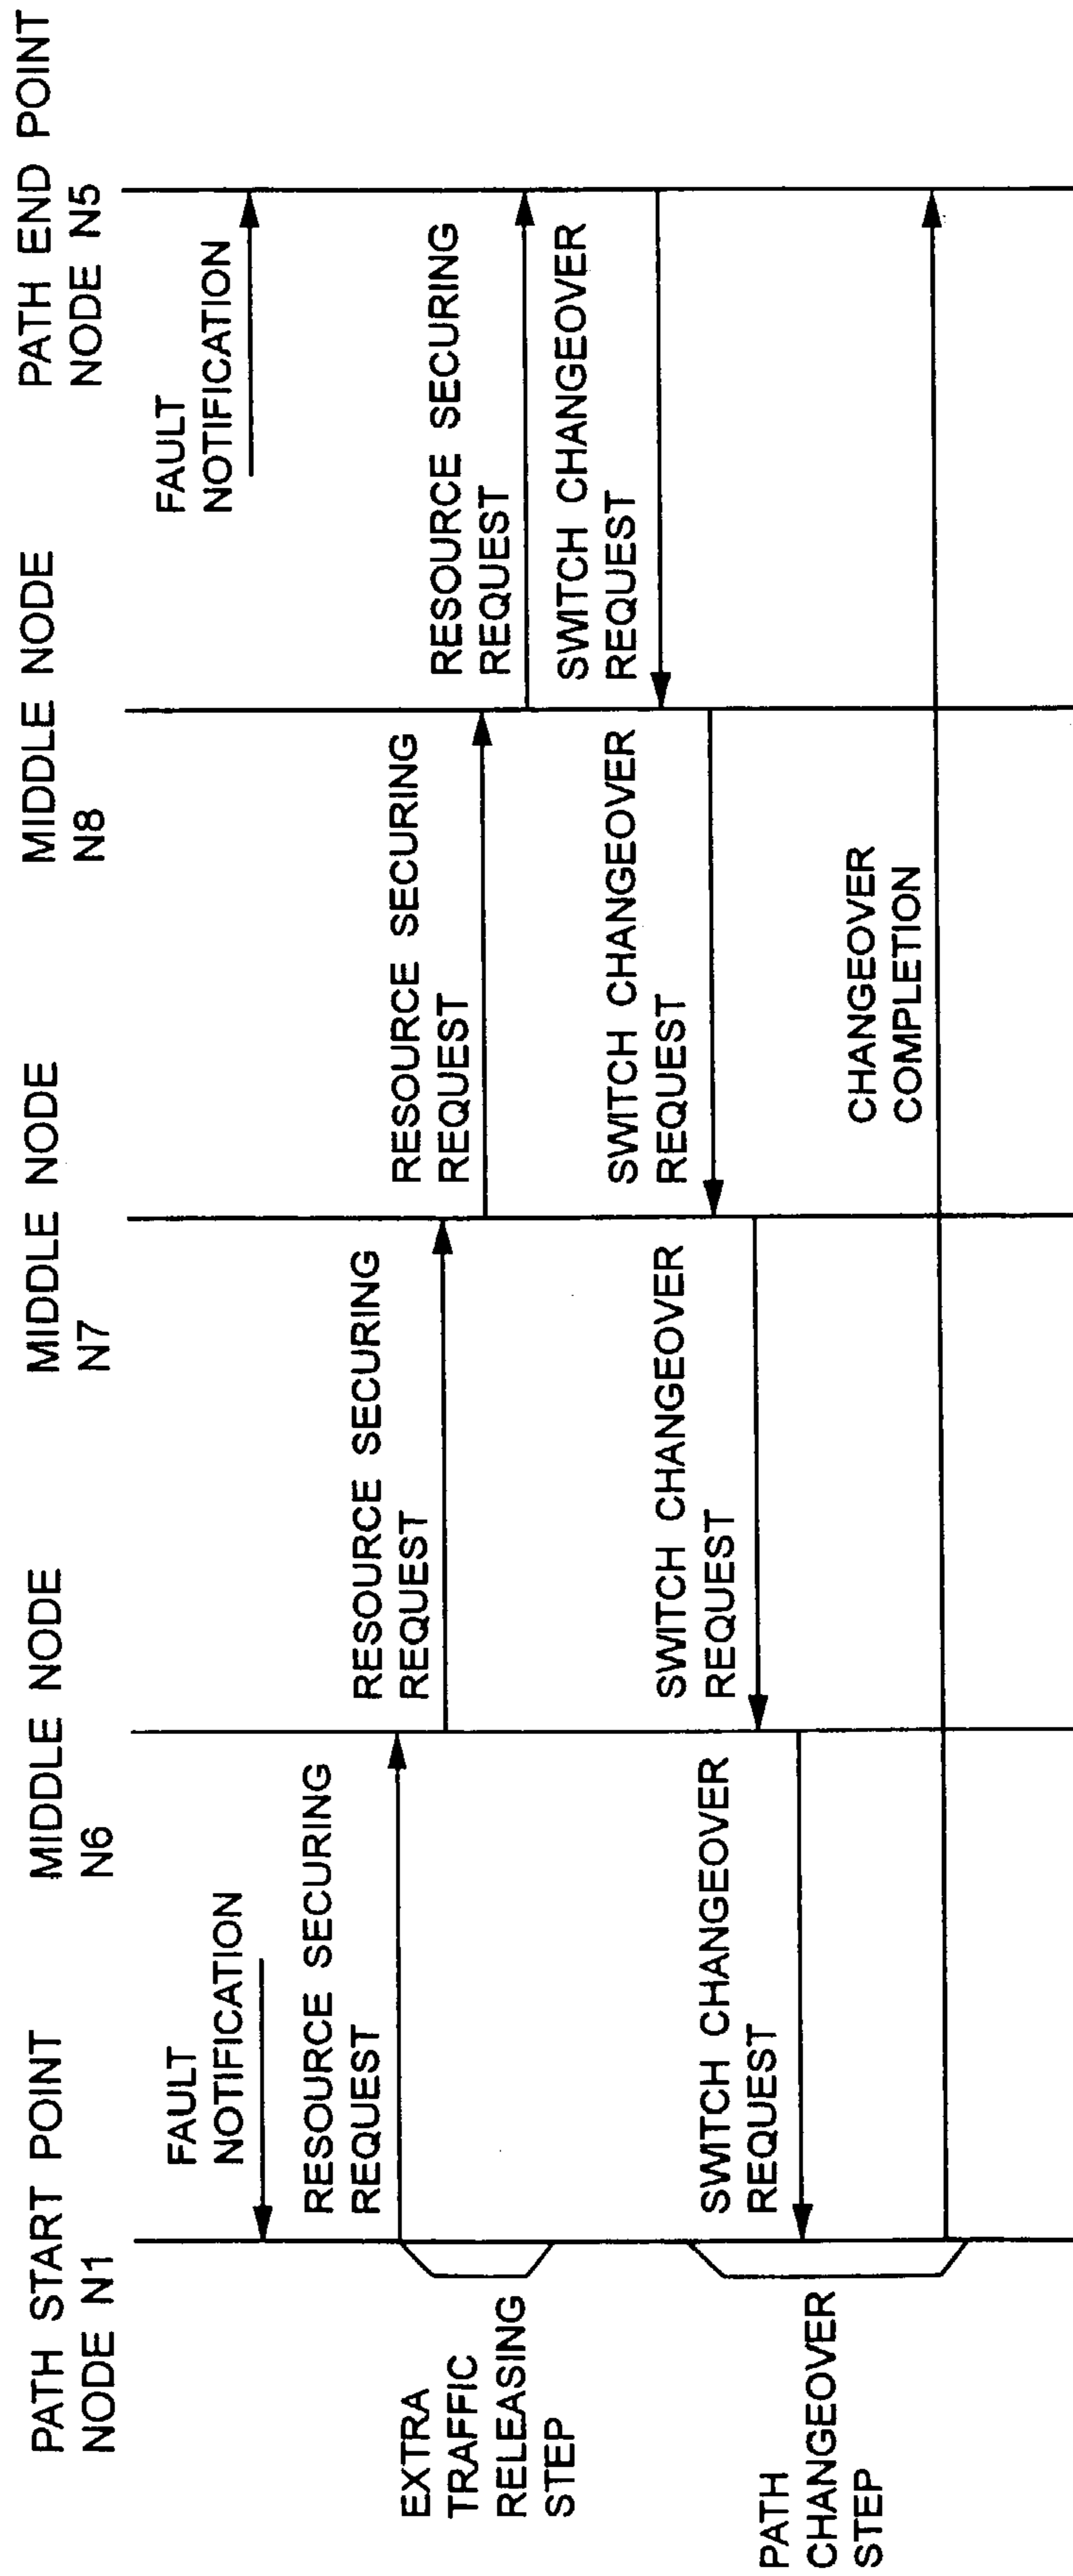 PATH START POINT
NODE N1
MIDDLE NODE
N6
MIDDLE NODE
N7
MIDDLE NODE
N8
PATH END POINT
NODE N5
FAULT
NOTIFICATION
FAULT
NOTIFICATION
EXTRA
TRAFFIC
RELEASING
STEP
RESOURCE SECURING
REQUEST
RESOURCE SECURING
REQUEST
RESOURCE SECURING
REQUEST
RESOURCE SECURING
REQUEST
PATH
CHANGEOVER
STEP
SWITCH CHANGEOVER
REQUEST
SWITCH CHANGEOVER
REQUEST
SWITCH CHANGEOVER
REQUEST
SWITCH CHANGEOVER
REQUEST
CHANGEOVER
COMPLETION